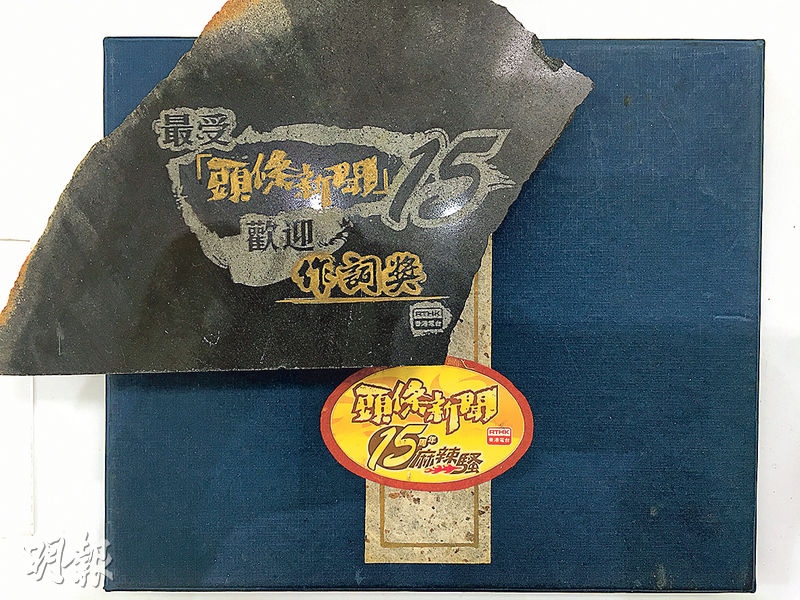 最受
「頭條新聞」15
歡迎
作詞獎
RTHK
香港電台
頭條新聞
15周年麻辣騷
RTHK
香港電台
明報